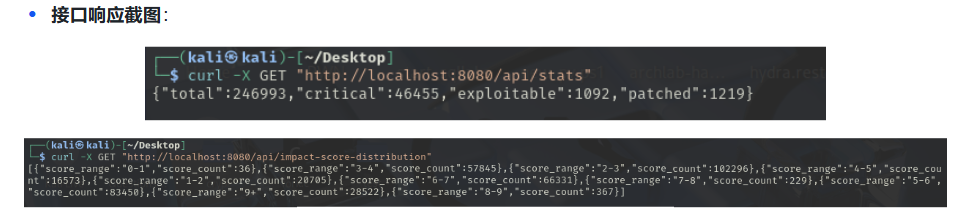 • 接口响应截图：
┌──(kali㉿kali)-[~/Desktop]
└─$ curl -X GET "http://localhost:8080/api/stats"
{"total":246993,"critical":46455,"exploitable":1092,"patched":1219}
┌──(kali㉿kali)-[~/Desktop]
└─$ curl -X GET "http://localhost:8080/api/impact-score-distribution"
[{"score_range":"0-1","score_count":36},{"score_range":"3-4","score_count":57845},{"score_range":"2-3","score_count":102296},{"score_range":"4-5","score_cou
nt":16573},{"score_range":"1-2","score_count":20705},{"score_range":"6-7","score_count":66331},{"score_range":"7-8","score_count":229},{"score_range":"5-6",
"score_count":83450},{"score_range":"9+","score_count":28522},{"score_range":"8-9","score_count":367}]